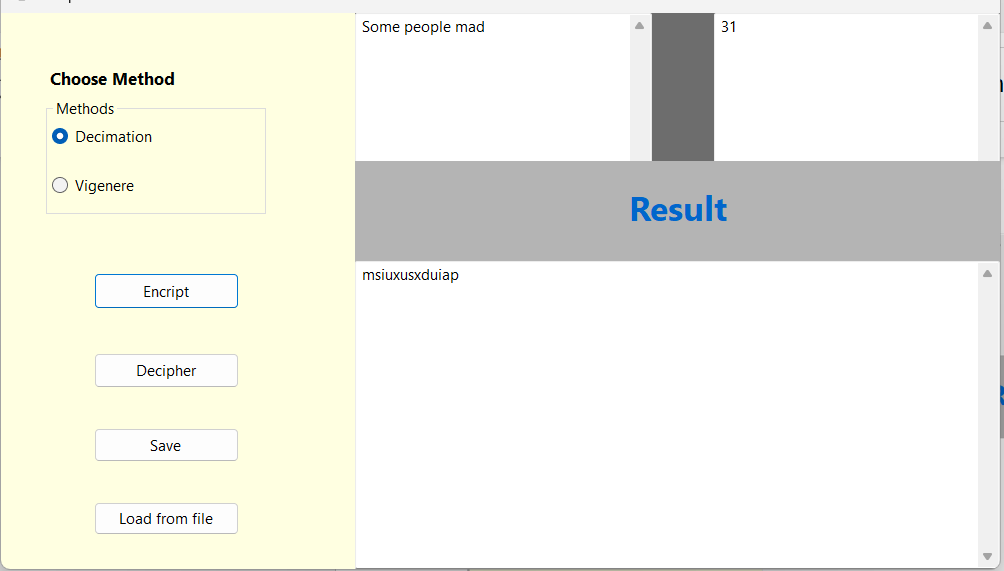 Choose Method
Methods
Decimation
Vigenere
Encript
Decipher
Save
Load from file
Some people mad
31
Result
msiuxusxduiap